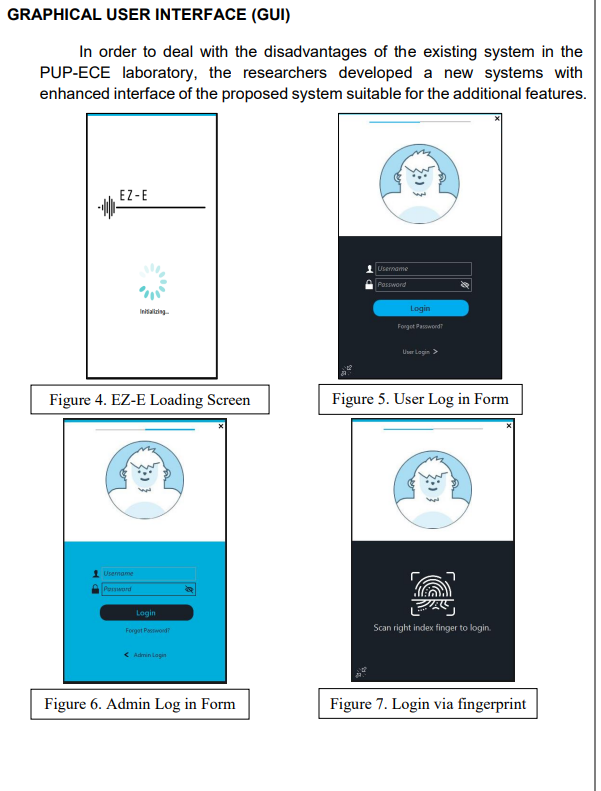 GRAPHICAL USER INTERFACE (GUI)
In order to deal with the disadvantages of the existing system in the
PUP-ECE laboratory, the researchers developed a new systems with
enhanced interface of the proposed system suitable for the additional features.
EZ-E
Initializing...
Figure 4. EZ-E Loading Screen
Username
Password
Login
Forgot Password?
User Login >
Figure 5. User Log in Form
Username
Password
Login
Forgot Password?
< Admin Login
Figure 6. Admin Log in Form
Scan right index finger to login.
Figure 7. Login via fingerprint